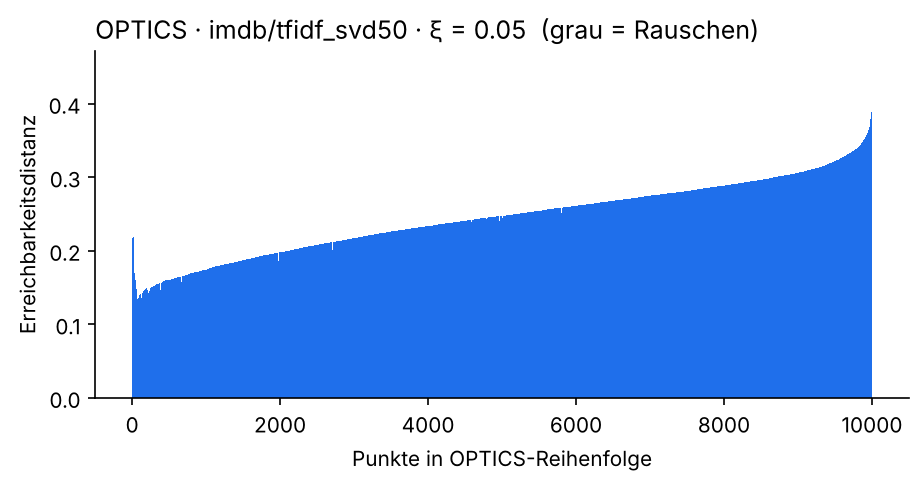 OPTICS · imdb/tfidf_svd50 · ξ = 0.05 (grau = Rauschen)
Erreichbarkeitsdistanz
0.4
0.3
0.2
0.1
0.0
0 2000 4000 6000 8000 10000
Punkte in OPTICS-Reihenfolge